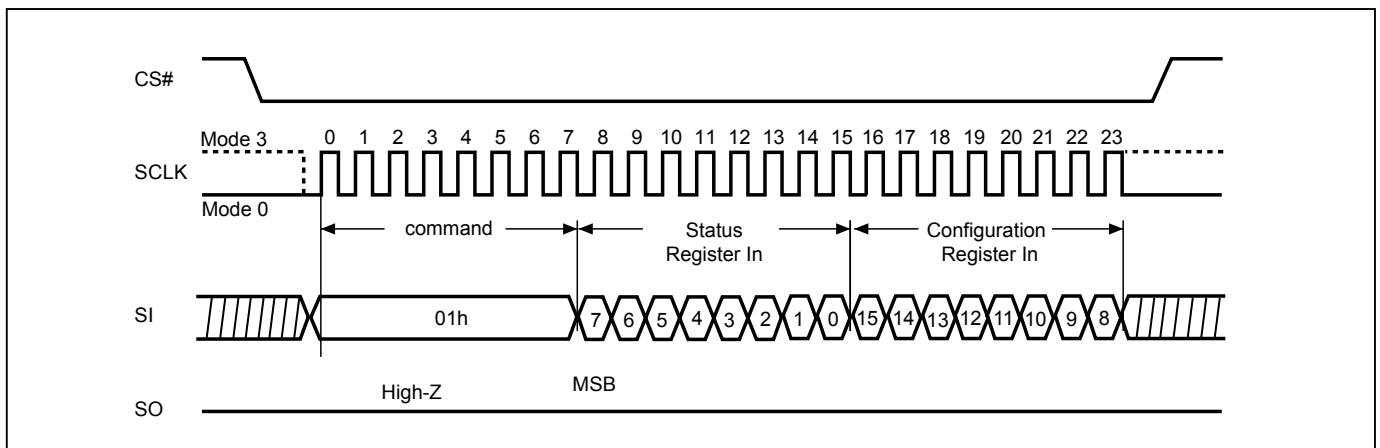 CS#
Mode 3
0 1 2 3 4 5 6 7 8 9 10 11 12 13 14 15 16 17 18 19 20 21 22 23
SCLK
Mode 0
command
Status
Register In
Configuration
Register In
SI
01h
7 6 5 4 3 2 1 0 15 14 13 12 11 10 9 8
High-Z
MSB
SO